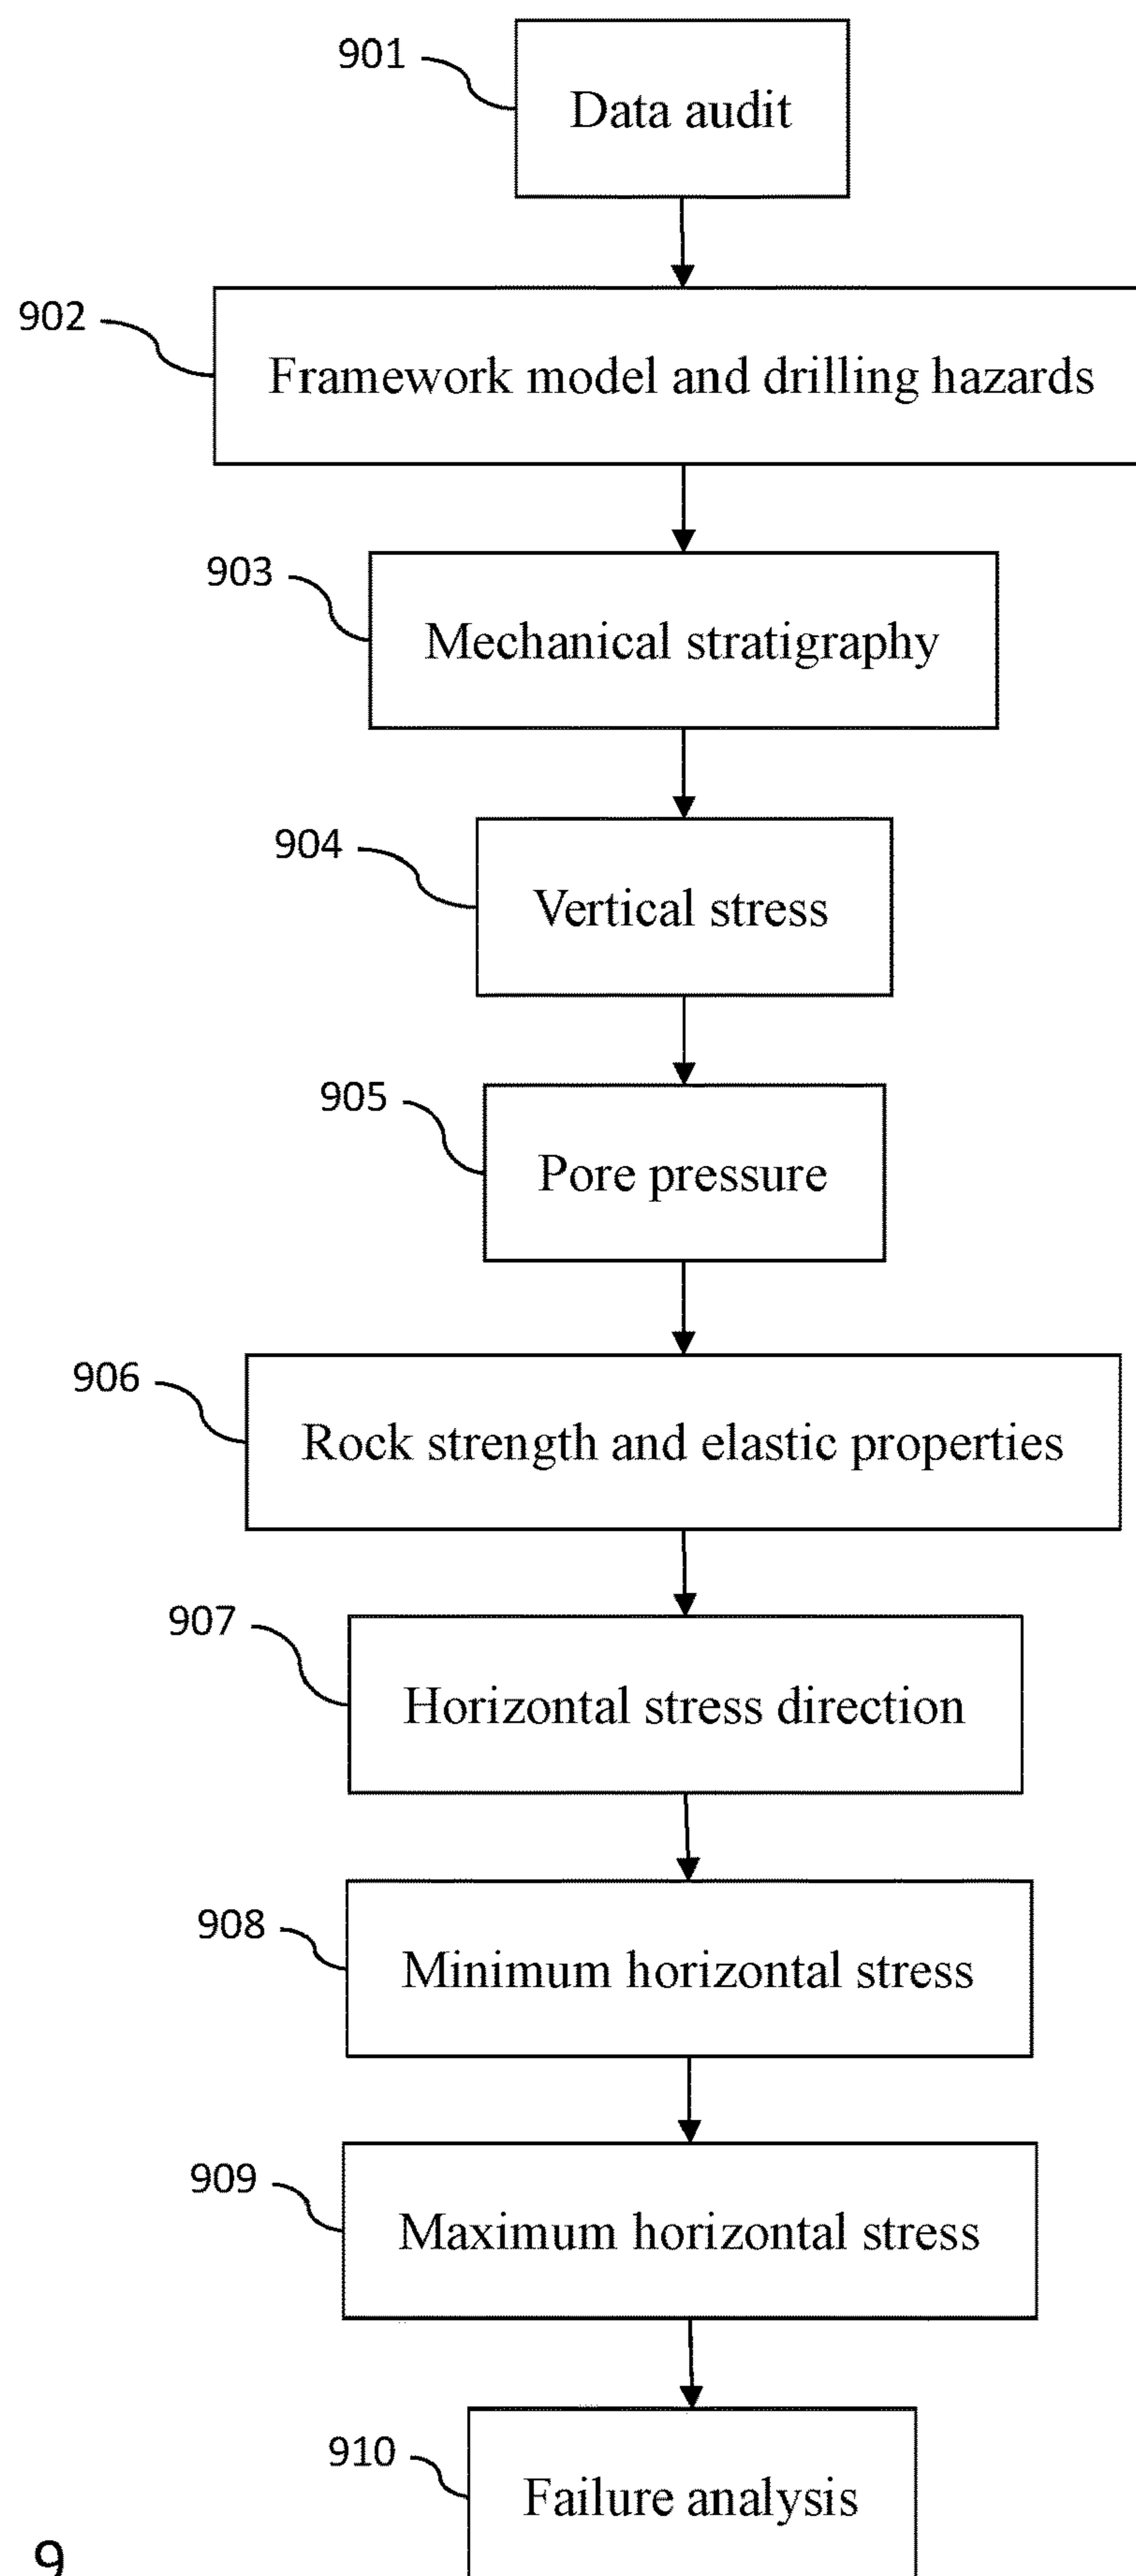 901
Data audit
902
Framework model and drilling hazards
903
Mechanical stratigraphy
904
Vertical stress
905
Pore pressure
906
Rock strength and elastic properties
907
Horizontal stress direction
908
Minimum horizontal stress
909
Maximum horizontal stress
910
Failure analysis
9